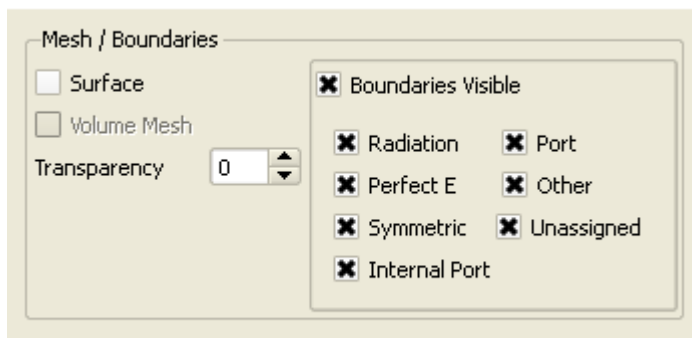 Mesh / Boundaries
Surface
Volume Mesh
Transparency 0
Boundaries Visible
Radiation Port
Perfect E Other
Symmetric Unassigned
Internal Port